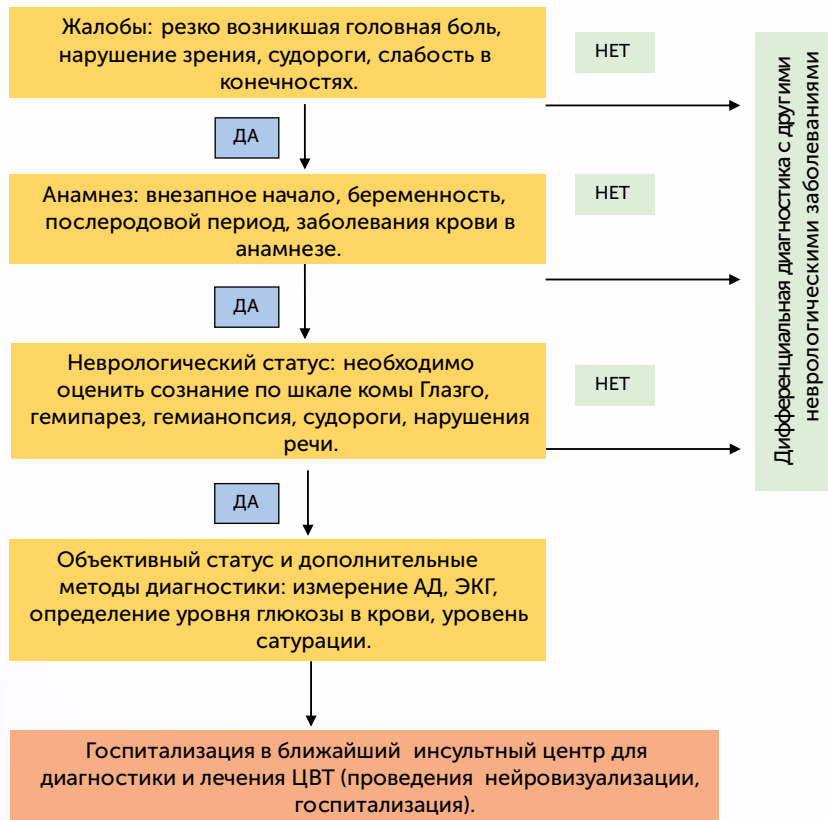 Жалобы: резко возникшая головная боль,
нарушение зрения, судороги, слабость в
конечностях.
НЕТ
ДА
Анамнез: внезапное начало, беременность,
послеродовой период, заболевания крови в
анамнезе.
НЕТ
ДА
Неврологический статус: необходимо
оценить сознание по шкале комы Глазго,
гемипарез, гемианопсия, судороги, нарушения
речи.
НЕТ
ДА
Объективный статус и дополнительные
методы диагностики: измерение АД, ЭКГ,
определение уровня глюкозы в крови, уровень
сатурации.
Госпитализация в ближайший инсультный центр для
диагностики и лечения ЦВТ (проведения нейровизуализации,
госпитализация).
Дифференциальная диагностика с другими
неврологическими заболеваниями